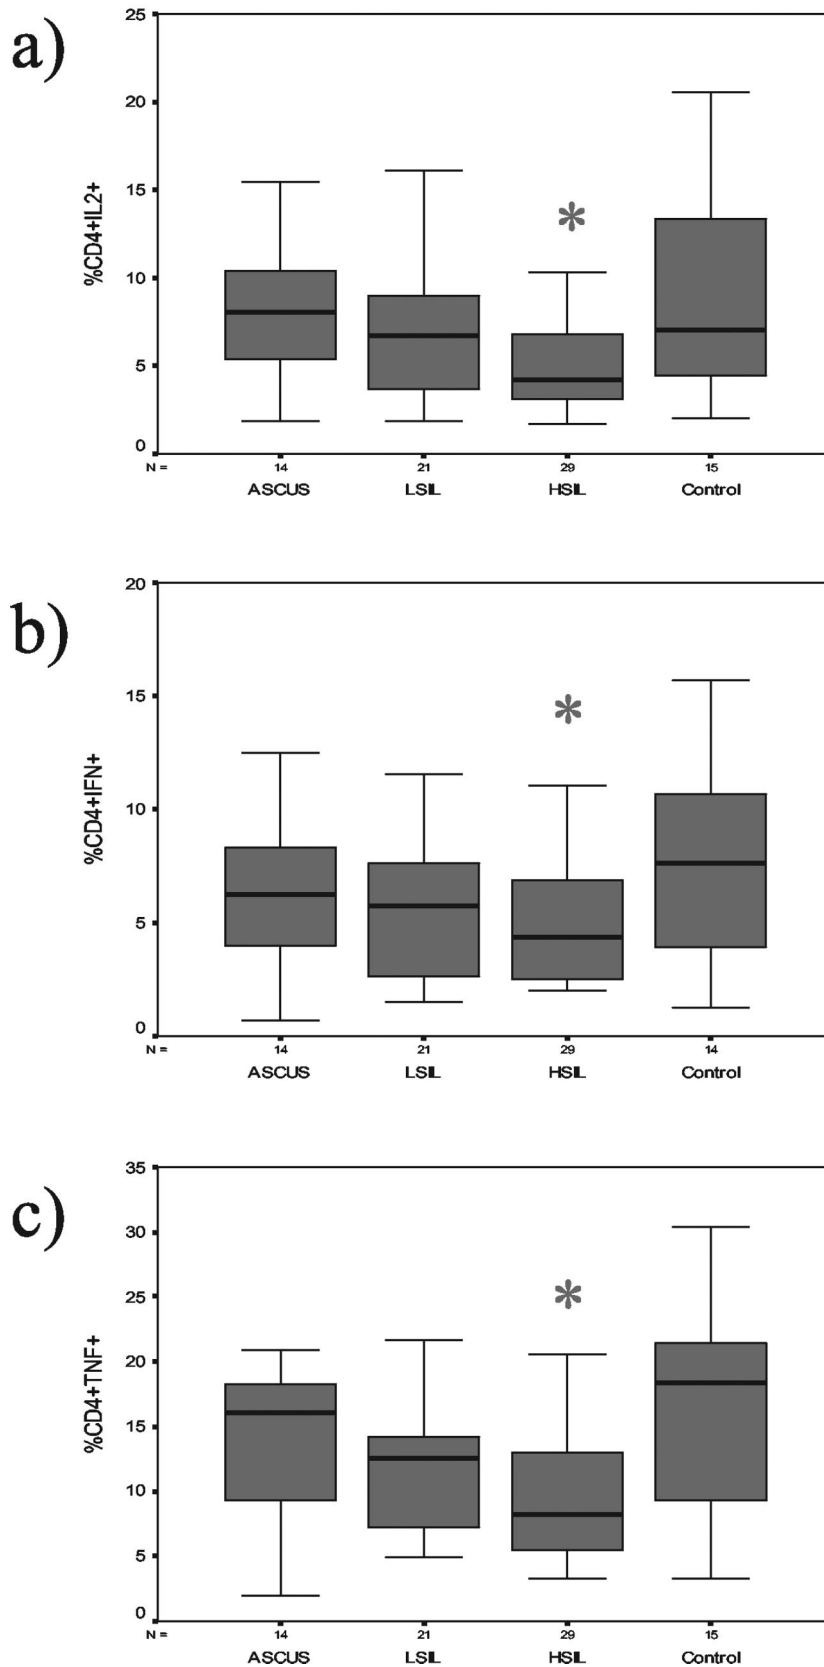 a)
%CD4+IL2+
25
20
15
10
5
0
N = 14 21 29 15
ASCUS LSIL HSIL Control
*
b)
%CD4+IFN+
20
15
10
5
0
N = 14 21 29 14
ASCUS LSIL HSIL Control
*
c)
%CD4+TNF+
35
30
25
20
15
10
5
0
N = 14 21 29 15
ASCUS LSIL HSIL Control
*